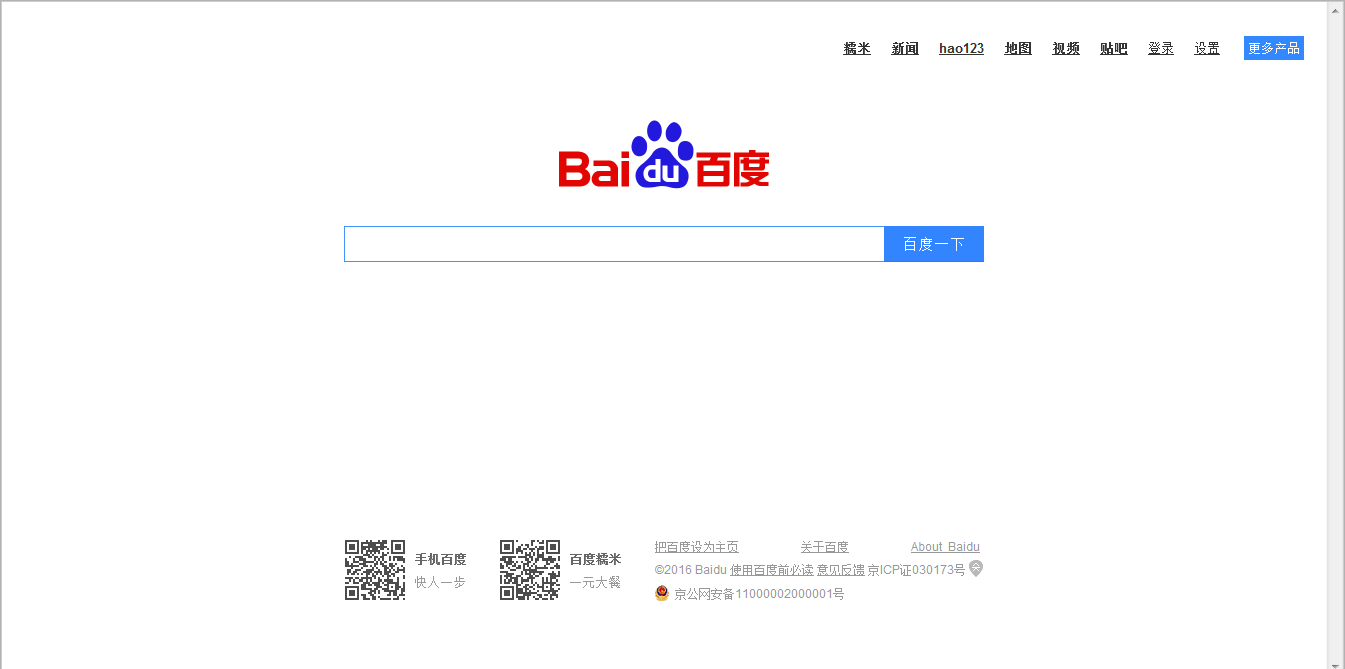 糯米 新闻 hao123 地图 视频 贴吧 登录 设置 更多产品
Bai du 百度
百度一下
手机百度
快人一步
百度糯米
一元大餐
把百度设为主页 关于百度 About Baidu
©2016 Baidu 使用百度前必读 意见反馈 京ICP证030173号
京公网安备11000002000001号